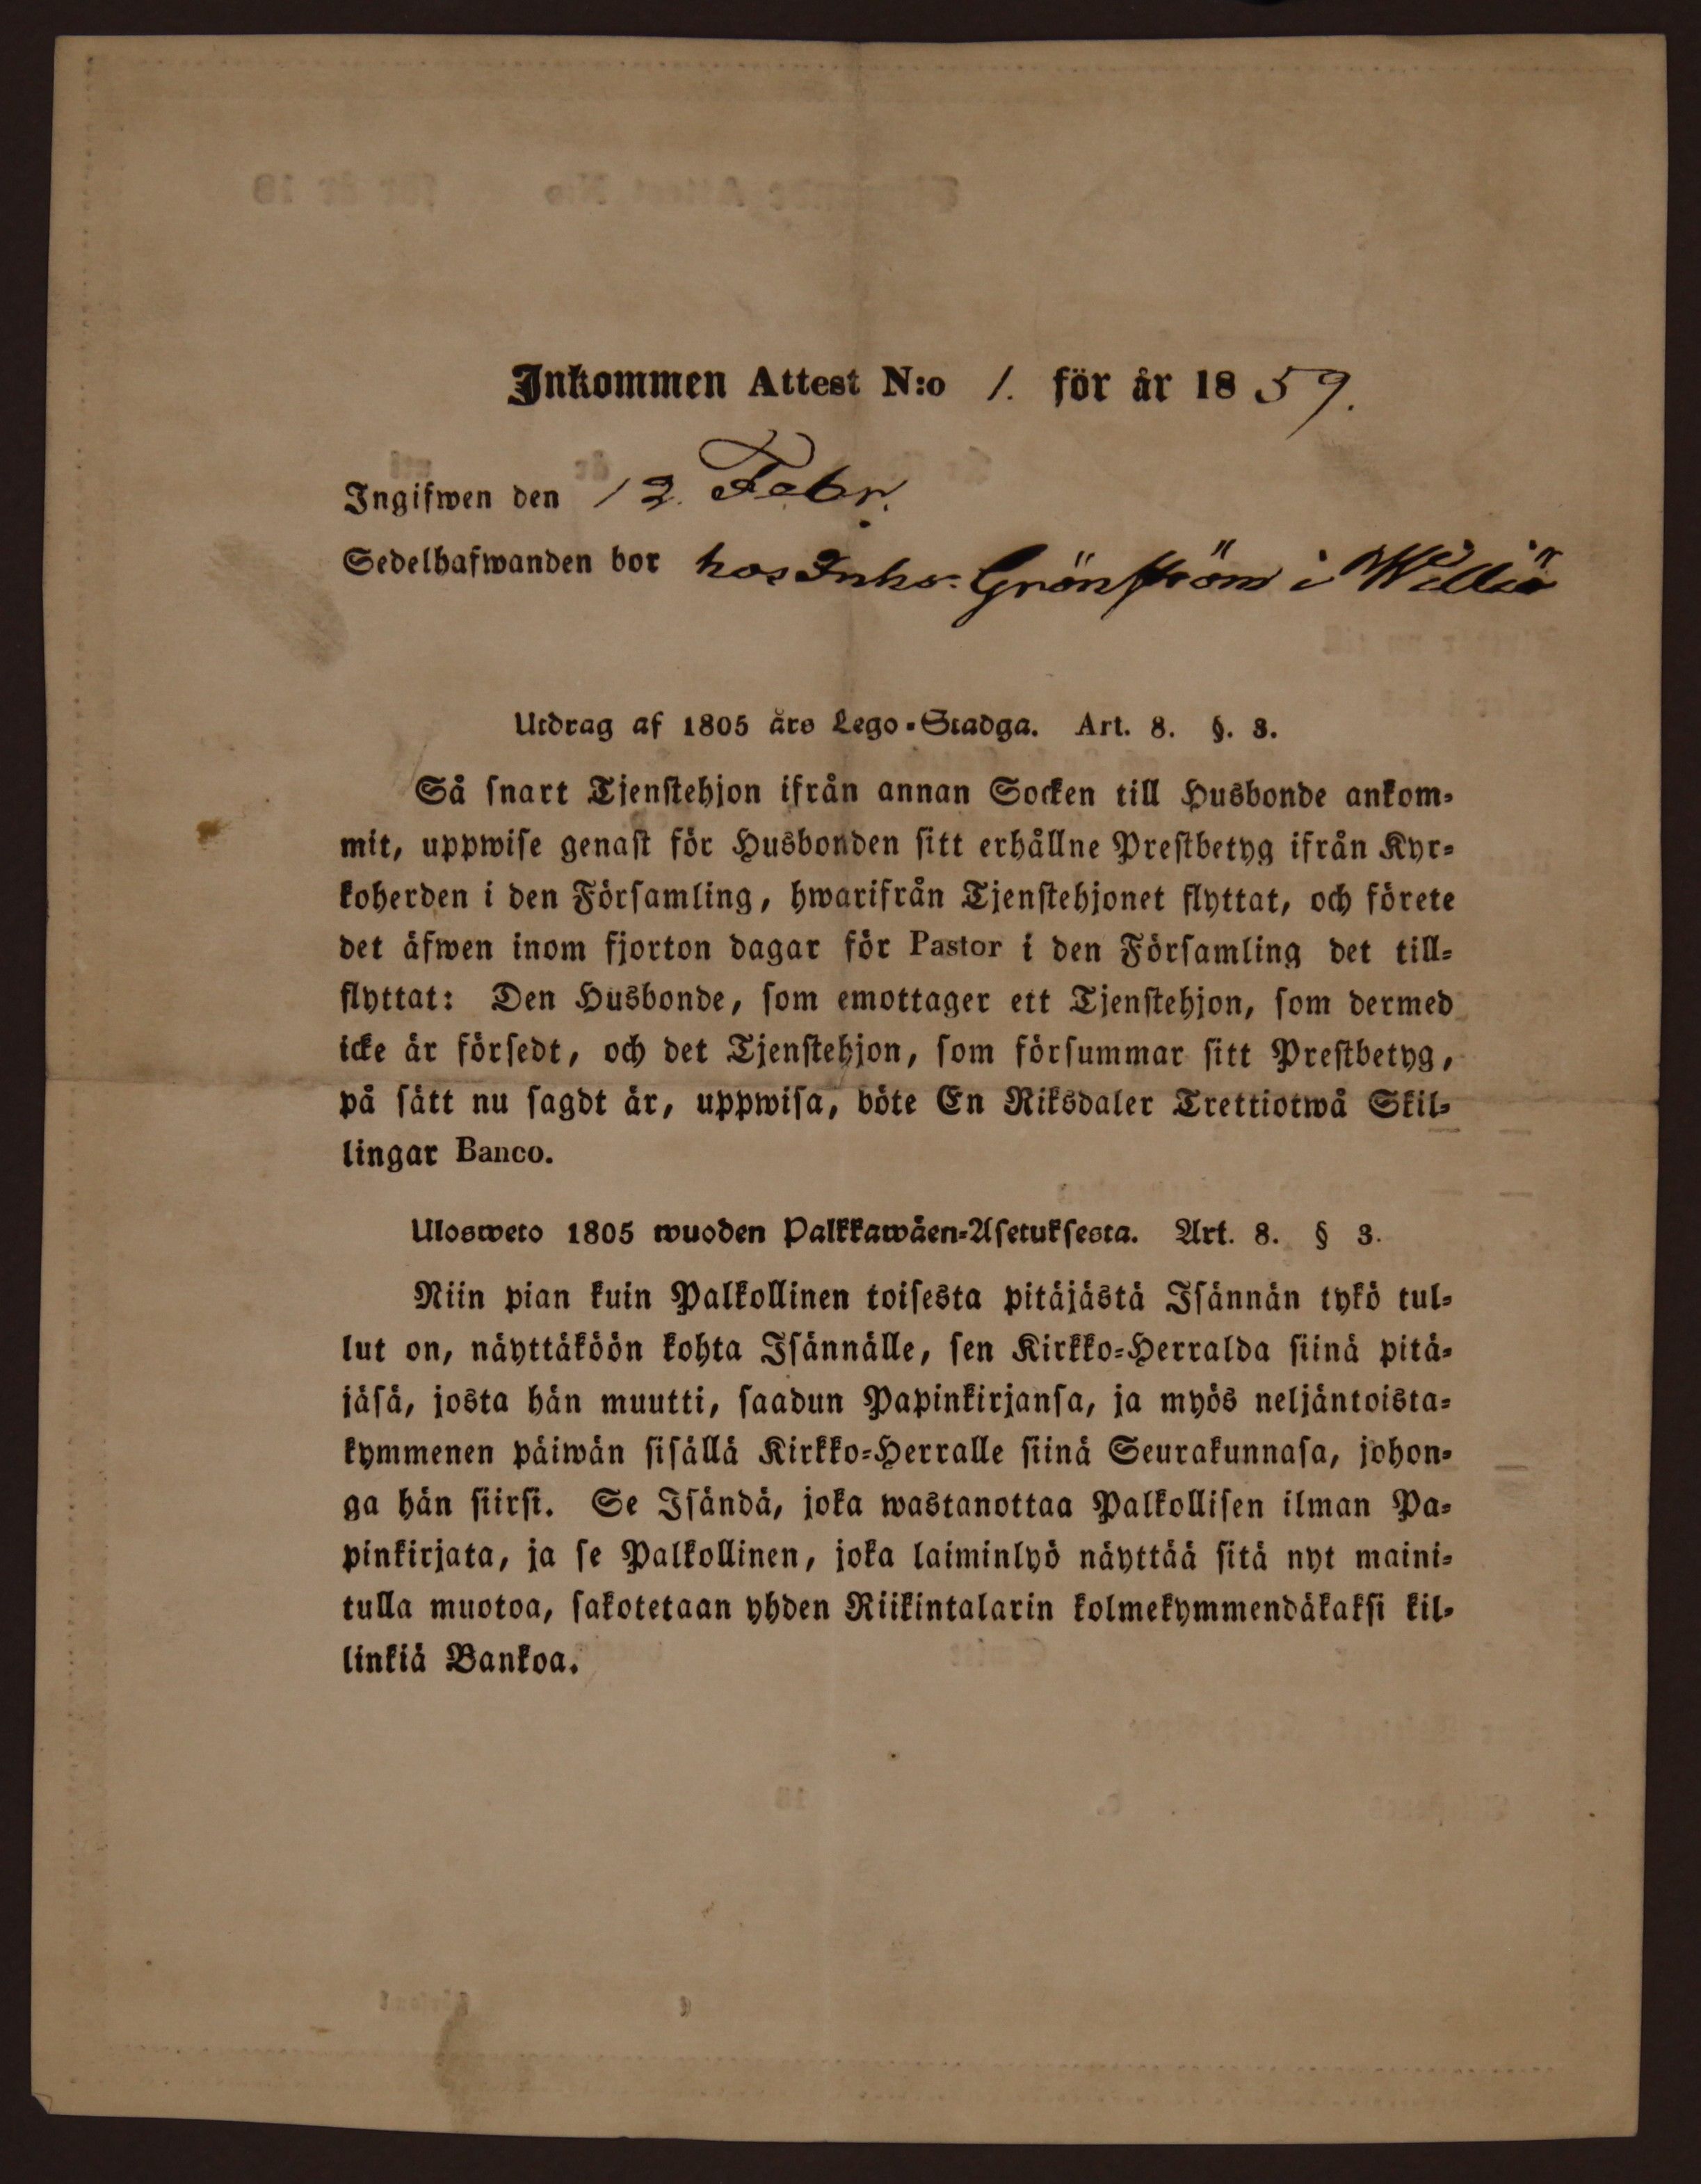 Inkommen Attest N:o 1. för år 1859.
Ingifwen den 12. Febr.
Sedelhafwanden bor hos Inhs. Grönström i Williö
Utdrag af 1805 års Lego-Stadga. Art. 8. §. 3.
Så snart Tjenstehjon ifrån annan Socken till Husbonde ankom-
mit, uppwise genast för Husbonden sitt erhållne Prestbetyg ifrån Kyr-
koherden i den Församling, hwarifrån Tjenstehjonet flyttat, och förete
det äfwen inom fjorton dagar för Pastor i den Församling det till-
flyttat: Den Husbonde, som emottager ett Tjenstehjon, som dermed
icke är försedt, och det Tjenstehjon, som försummar sitt Prestbetyg,
på sätt nu sagdt är, uppwisa, böte En Riksdaler Trettiotwå Skil-
lingar Banco.
Ulosweto 1805 wuoden Palkkawäen-Asetuksesta. Art. 8. § 3.
Niin pian kuin Palkollinen toisesta pitäjästä Isännän tykö tul-
lut on, näyttäköön kohta Isännälle, sen Kirkko-Herralda siinä pitä-
jäsä, josta hän muutti, saadun Papinkirjansa, ja myös neljäntoista-
kymmenen päiwän sisällä Kirkko-Herralle siinä Seurakunnasa, johon-
ga hän siirsi. Se Isändä, joka wastanottaa Palkollisen ilman Pa-
pinkirjata, ja se Palkollinen, joka laiminlyö näyttää sitä nyt maini-
tulla muotoa, sakotetaan yhden Riikintalarin kolmekymmendäkaksi kil-
linkiä Bankoa.